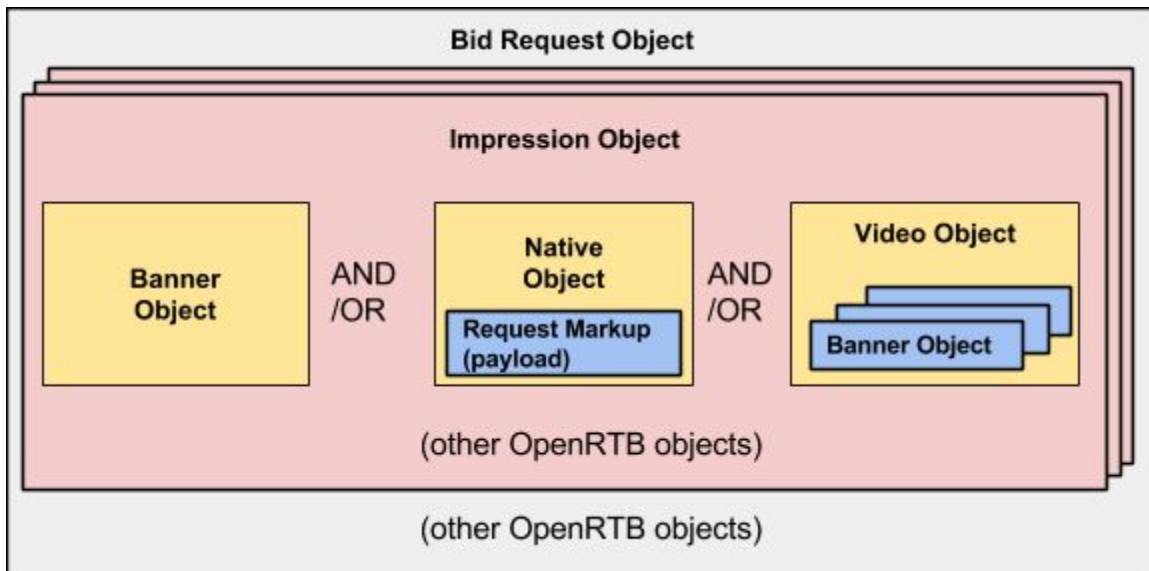 Bid Request Object
Impression Object
Banner
Object
AND
/OR
Native
Object
Request Markup
(payload)
AND
/OR
Video Object
Banner Object
(other OpenRTB objects)
(other OpenRTB objects)